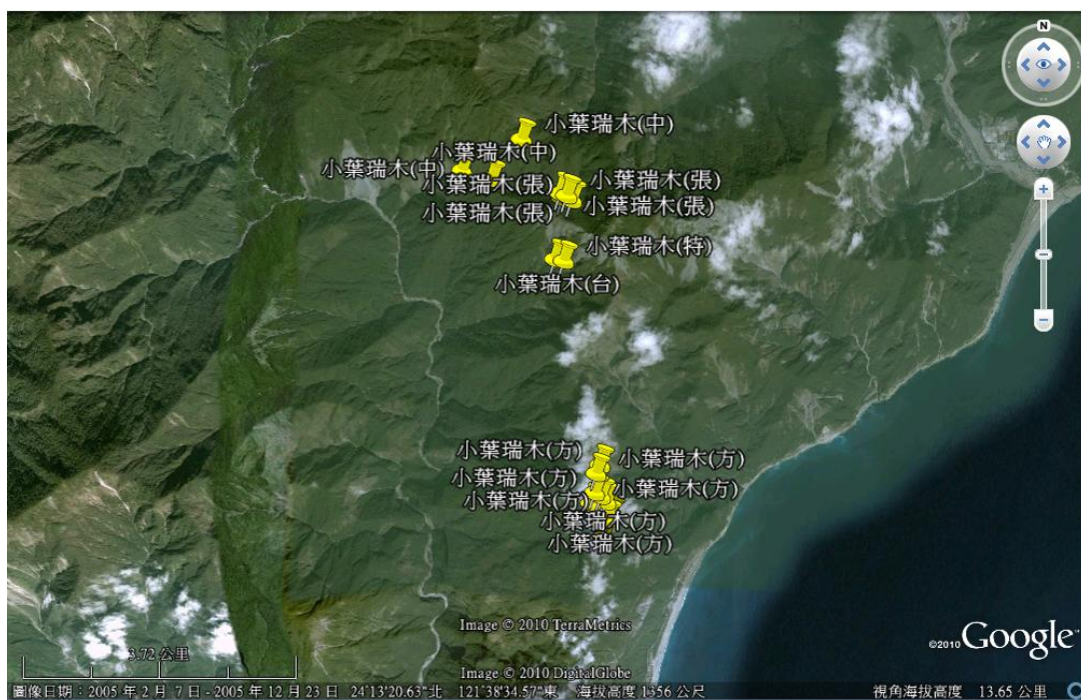 N
小葉瑞木(中)
小葉瑞木(中)
小葉瑞木(中)
小葉瑞木(張)
小葉瑞木(張)
小葉瑞木(張)
小葉瑞木(張)
小葉瑞木(特)
小葉瑞木(台)
小葉瑞木(方)
小葉瑞木(方)
小葉瑞木(方)
小葉瑞木(方)
小葉瑞木(方)
小葉瑞木(方)
小葉瑞木(方)
Image © 2010 TerraMetrics
©2010 Google™
3.72 公里
Image © 2010 DigitalGlobe
圖像日期：2005 年 2 月 7 日 - 2005 年 12 月 23 日 24°13'20.63"北 121°38'34.57"東 海拔高度 1356 公尺 視角海拔高度 13.65 公里